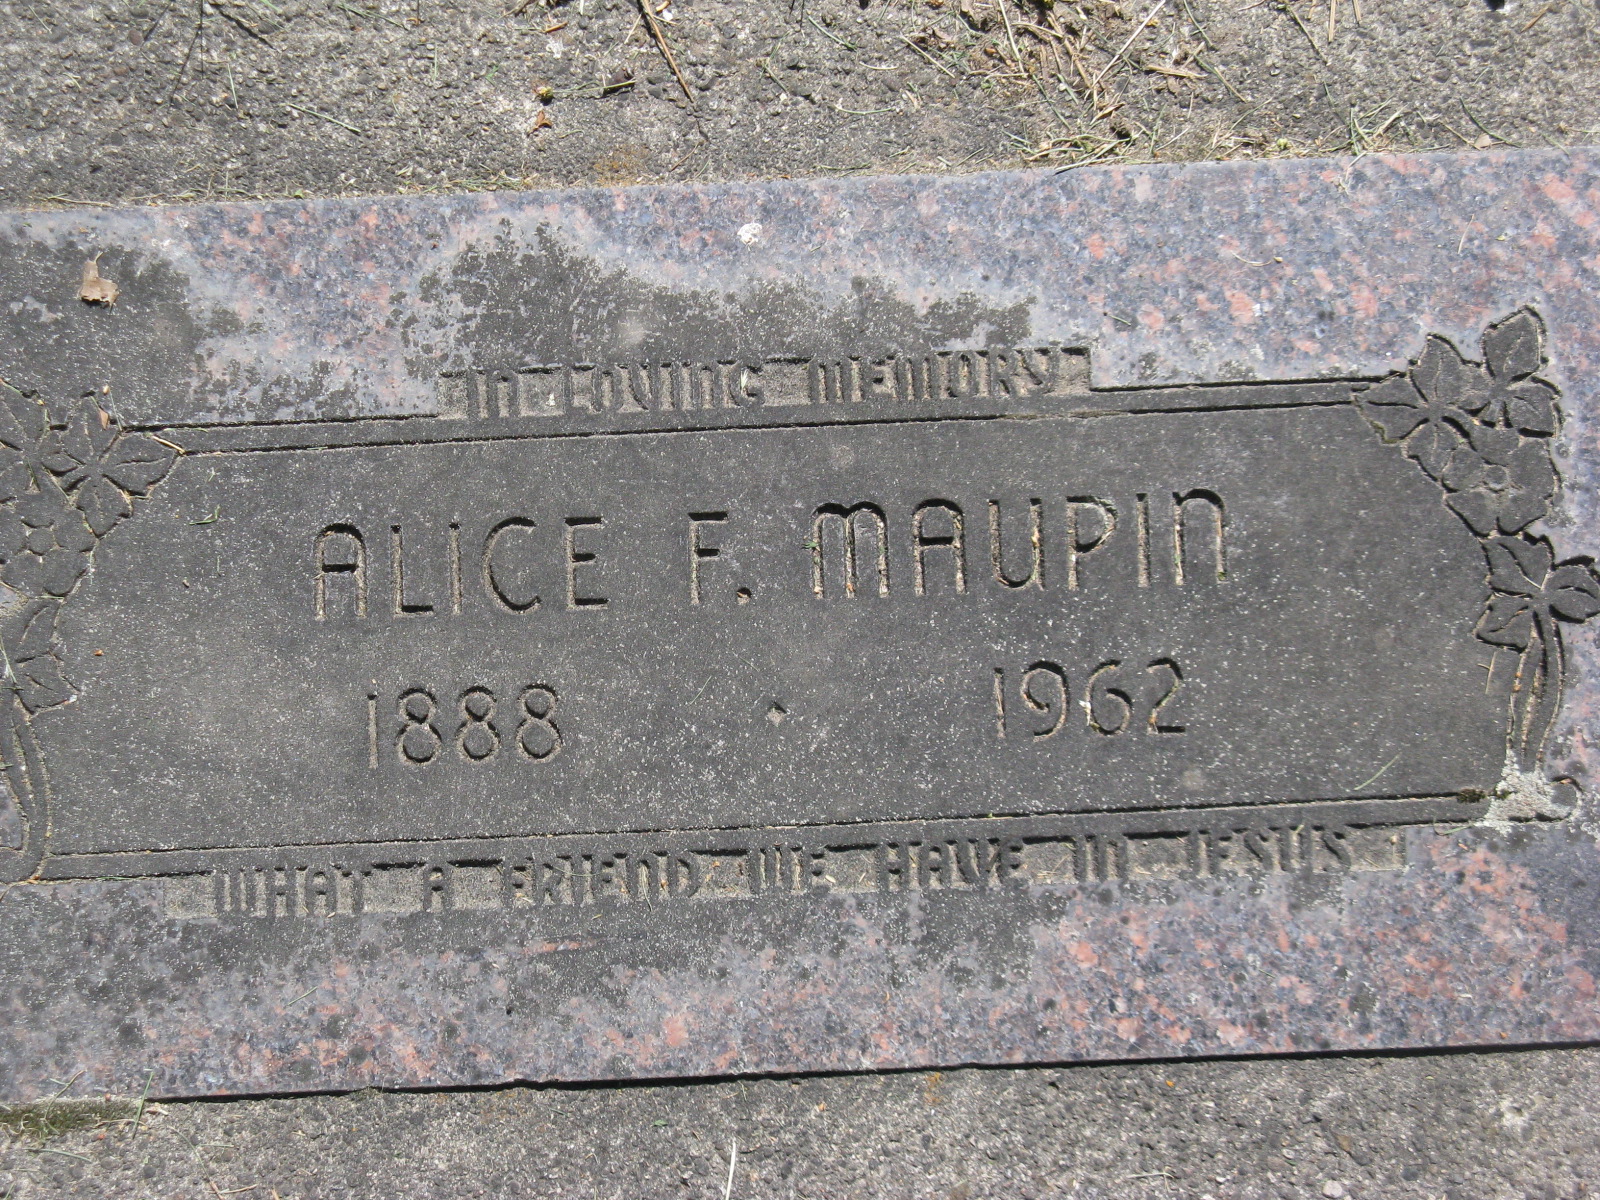 IN LOVING MEMORY
ALICE F. MAUPIN
1888 · 1962
WHAT A FRIEND WE HAVE IN JESUS